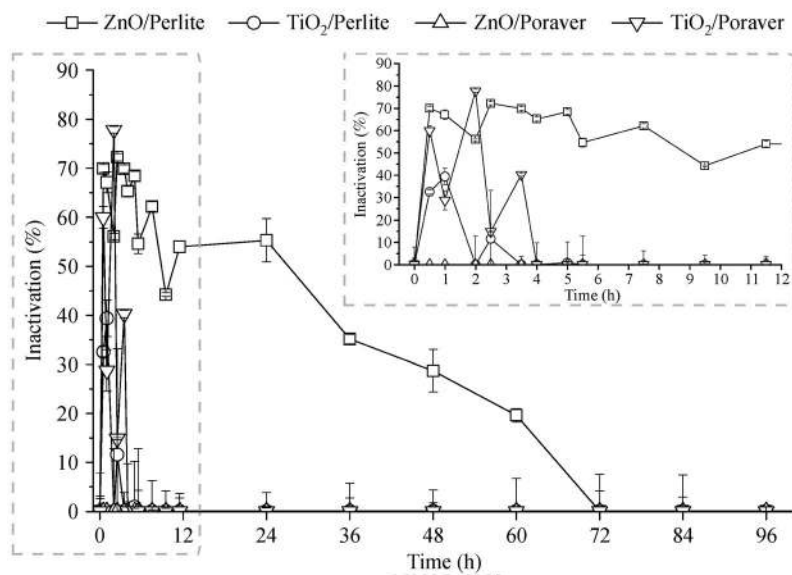 ZnO/Perlite TiO₂/Perlite ZnO/Poraver TiO₂/Poraver
90
80
70
60
50
40
30
20
10
0
Inactivation (%)
0 12 24 36 48 60 72 84 96
Time (h)
90
80
70
60
50
40
30
20
10
0
Inactivation (%)
0 1 2 3 4 5 6 7 8 9 10 11 12
Time (h)